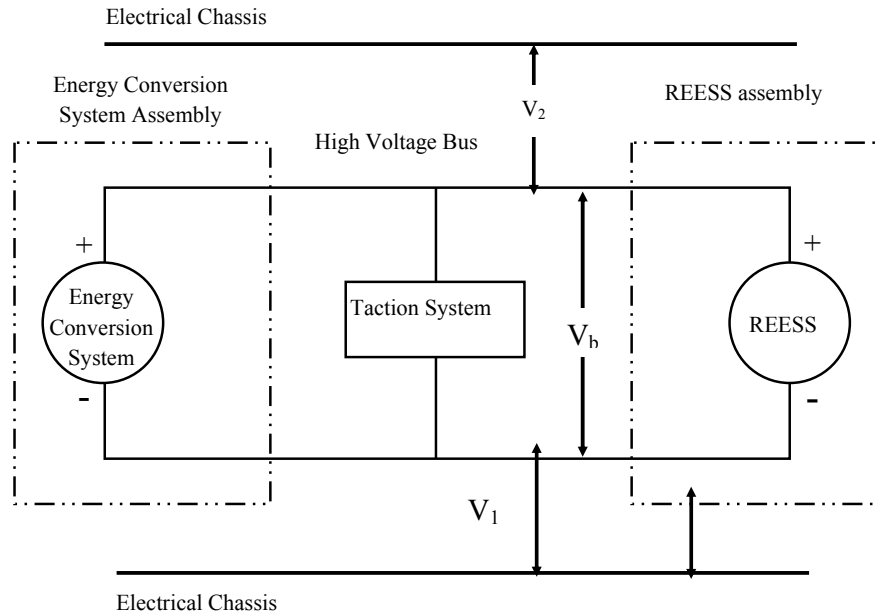 Electrical Chassis
Energy Conversion
System Assembly
V₂
REESS assembly
High Voltage Bus
+
+
Energy
Conversion
System
Taction System
V_b
REESS
-
-
V₁
Electrical Chassis